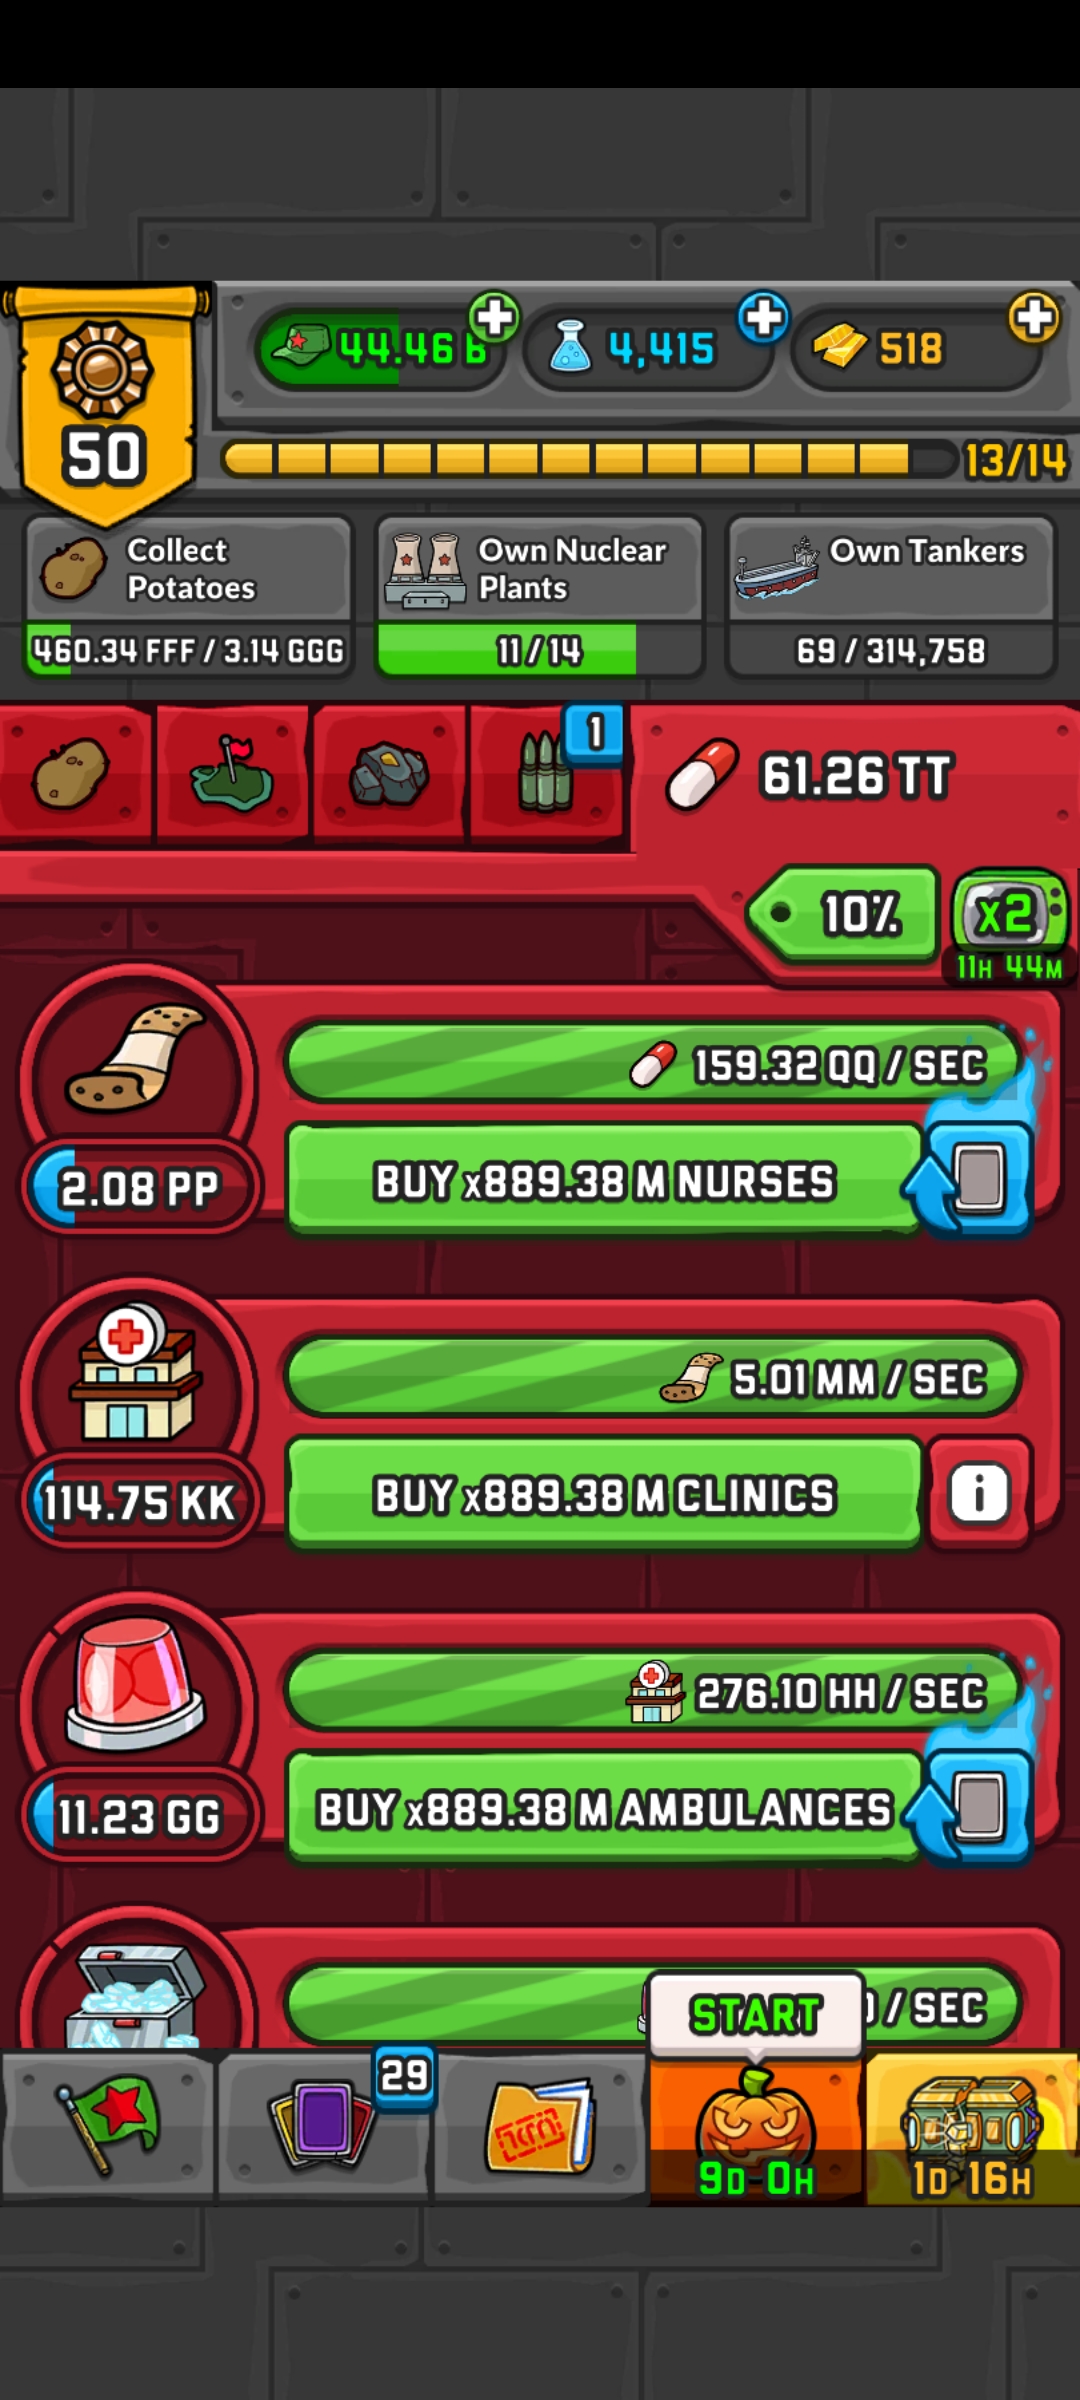 50
44.46 B
4,415
518
13/14
Collect
Potatoes
460.34 FFF / 3.14 GGG
Own Nuclear
Plants
11 / 14
Own Tankers
69 / 314,758
1
61.26 TT
10%
x2
11H 44M
159.32 QQ / SEC
2.08 PP
BUY x889.38 M NURSES
5.01 MM / SEC
114.75 KK
BUY x889.38 M CLINICS
i
276.10 HH / SEC
11.23 GG
BUY x889.38 M AMBULANCES
/ SEC
START
29
9D 0H
1D 16H